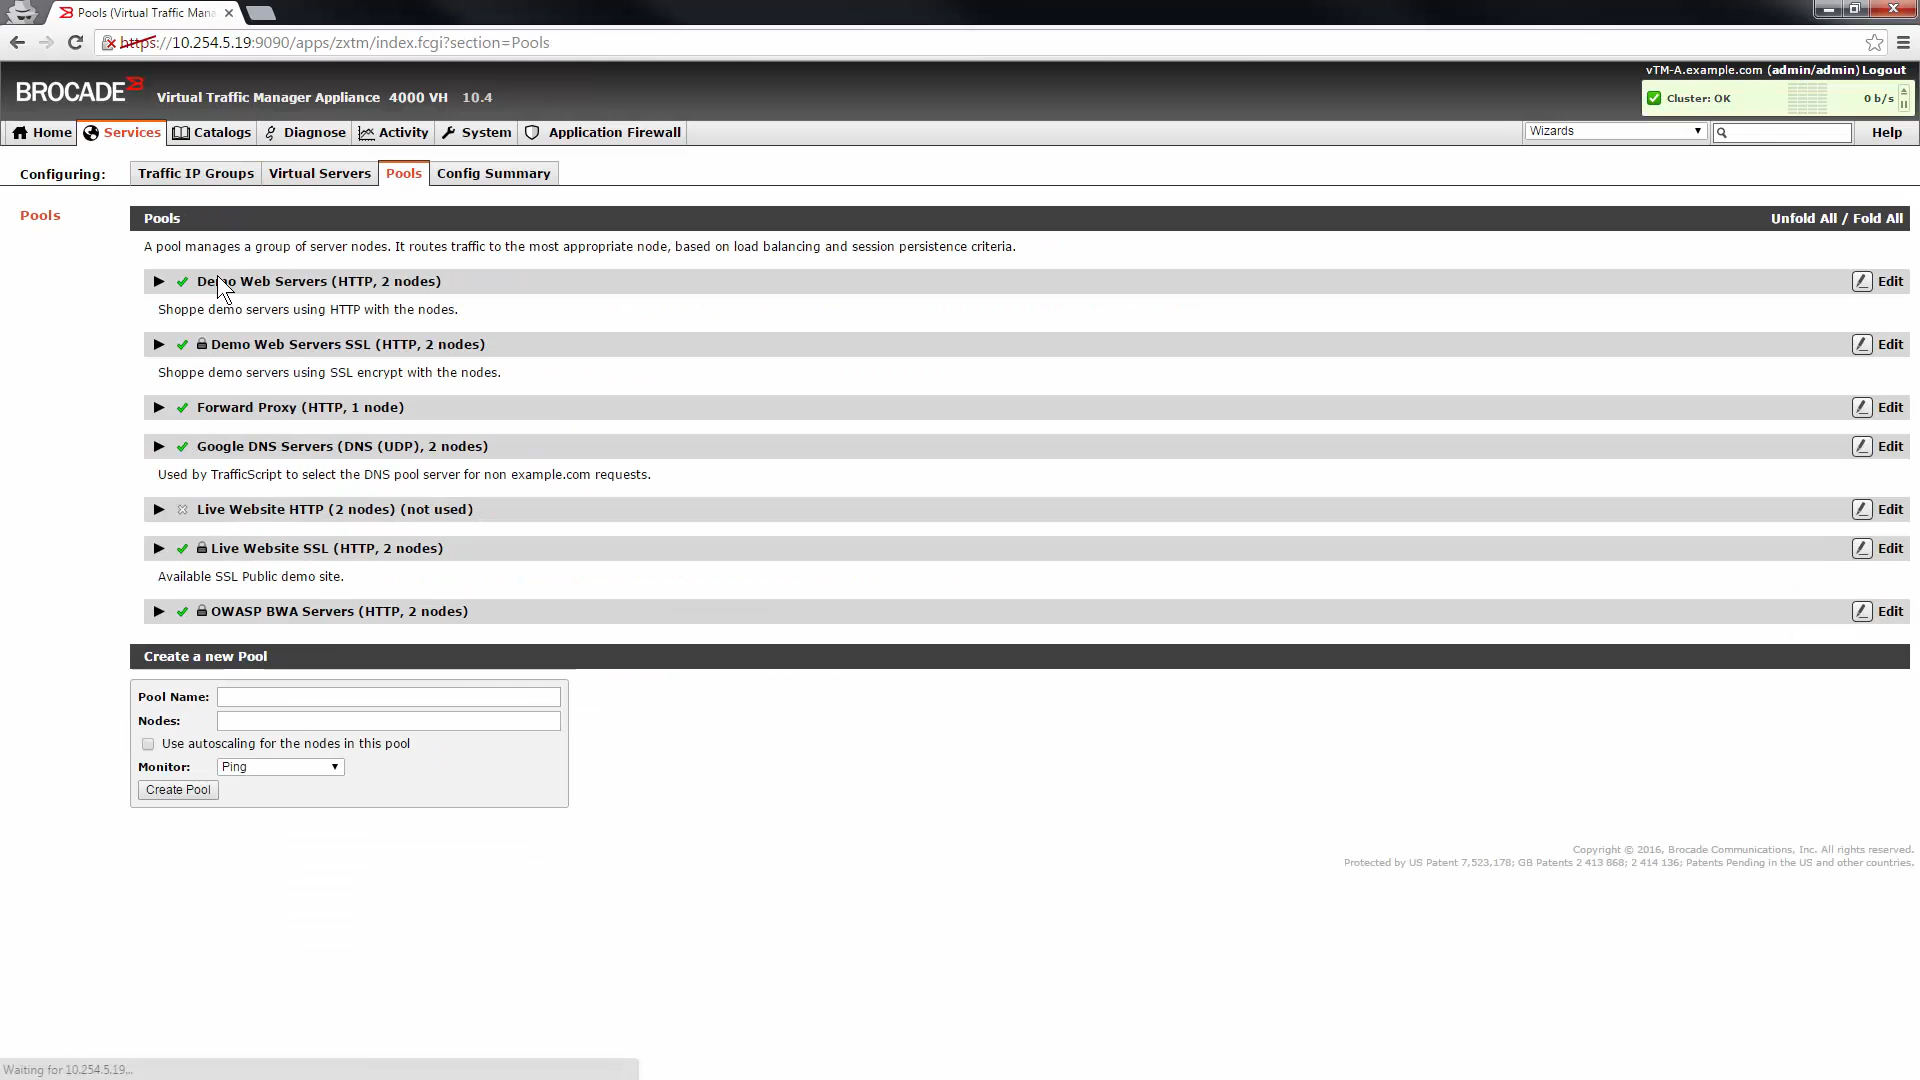 Pools (Virtual Traffic Mana
https://10.254.5.19:9090/apps/zxtm/index.fcgi?section=Pools
vTM-A.example.com (admin/admin) Logout
BROCADE
Virtual Traffic Manager Appliance 4000 VH 10.4
Cluster: OK
0 b/s
Home
Services
Catalogs
Diagnose
Activity
System
Application Firewall
Wizards
Help
Configuring:
Traffic IP Groups
Virtual Servers
Pools
Config Summary
Pools
Pools
Unfold All / Fold All
A pool manages a group of server nodes. It routes traffic to the most appropriate node, based on load balancing and session persistence criteria.
Demo Web Servers (HTTP, 2 nodes)
Edit
Shoppe demo servers using HTTP with the nodes.
Demo Web Servers SSL (HTTP, 2 nodes)
Edit
Shoppe demo servers using SSL encrypt with the nodes.
Forward Proxy (HTTP, 1 node)
Edit
Google DNS Servers (DNS (UDP), 2 nodes)
Edit
Used by TrafficScript to select the DNS pool server for non example.com requests.
Live Website HTTP (2 nodes) (not used)
Edit
Live Website SSL (HTTP, 2 nodes)
Edit
Available SSL Public demo site.
OWASP BWA Servers (HTTP, 2 nodes)
Edit
Create a new Pool
Pool Name:
Nodes:
Use autoscaling for the nodes in this pool
Monitor:
Ping
Create Pool
Copyright © 2016, Brocade Communications, Inc. All rights reserved.
Protected by US Patent 7,523,178; GB Patents 2 413 868; 2 414 136; Patents Pending in the US and other countries.
Waiting for 10.254.5.19...